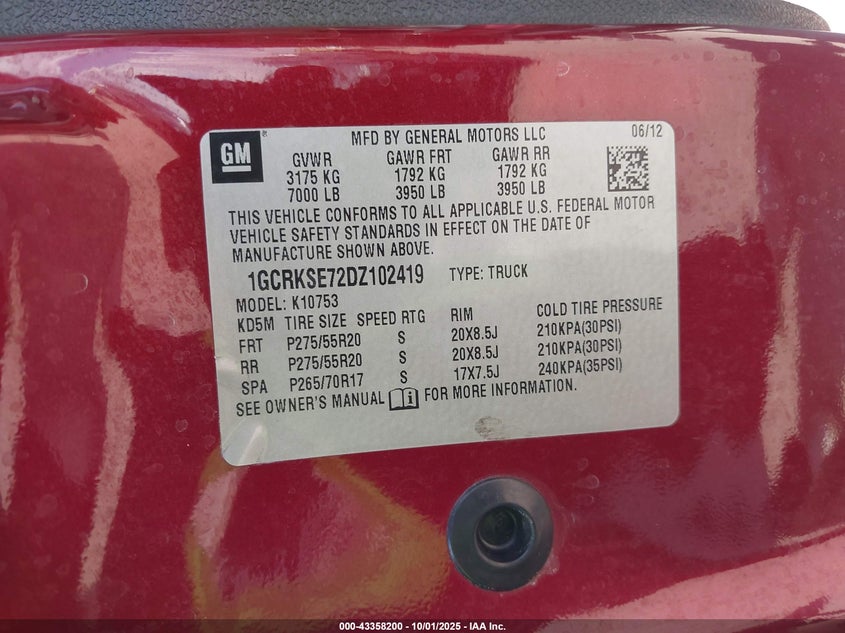 GM
MFD BY GENERAL MOTORS LLC 06/12
GVWR GAWR FRT GAWR RR
3175 KG 1792 KG 1792 KG
7000 LB 3950 LB 3950 LB
THIS VEHICLE CONFORMS TO ALL APPLICABLE U.S. FEDERAL MOTOR
VEHICLE SAFETY STANDARDS IN EFFECT ON THE DATE OF
MANUFACTURE SHOWN ABOVE.
1GCRKSE72DZ102419 TYPE: TRUCK
MODEL: K10753
KD5M TIRE SIZE SPEED RTG RIM COLD TIRE PRESSURE
FRT P275/55R20 S 20X8.5J 210KPA(30PSI)
RR P275/55R20 S 20X8.5J 210KPA(30PSI)
SPA P265/70R17 S 17X7.5J 240KPA(35PSI)
SEE OWNER'S MANUAL FOR MORE INFORMATION.
000-43358200 - 10/01/2025 - IAA Inc.